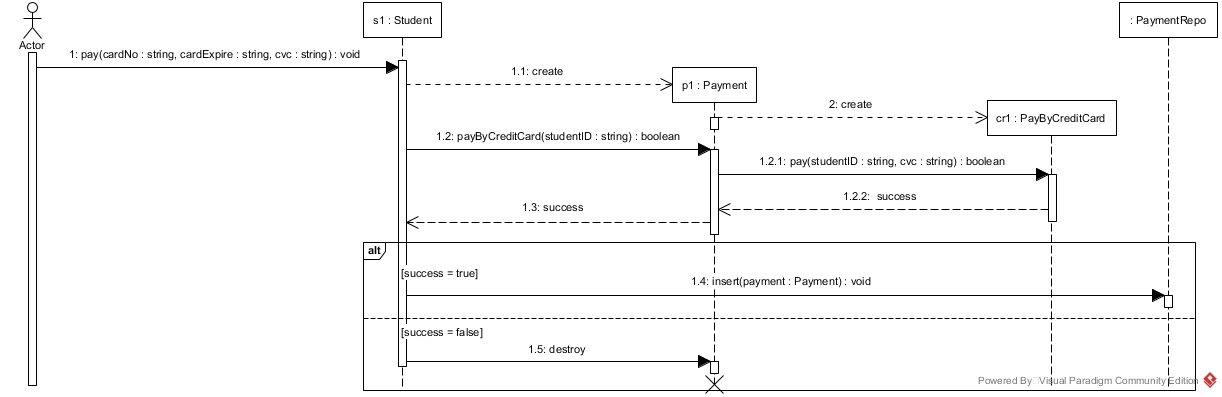 s1 : Student
: PaymentRepo
Actor
1: pay(cardNo : string, cardExpire : string, cvc : string) : void
1.1: create
p1 : Payment
2: create
cr1 : PayByCreditCard
1.2: payByCreditCard(studentID : string) : boolean
1.2.1: pay(studentID : string, cvc : string) : boolean
1.2.2: success
1.3: success
alt
[success = true]
1.4: insert(payment : Payment) : void
[success = false]
1.5: destroy
Powered By Visual Paradigm Community Edition